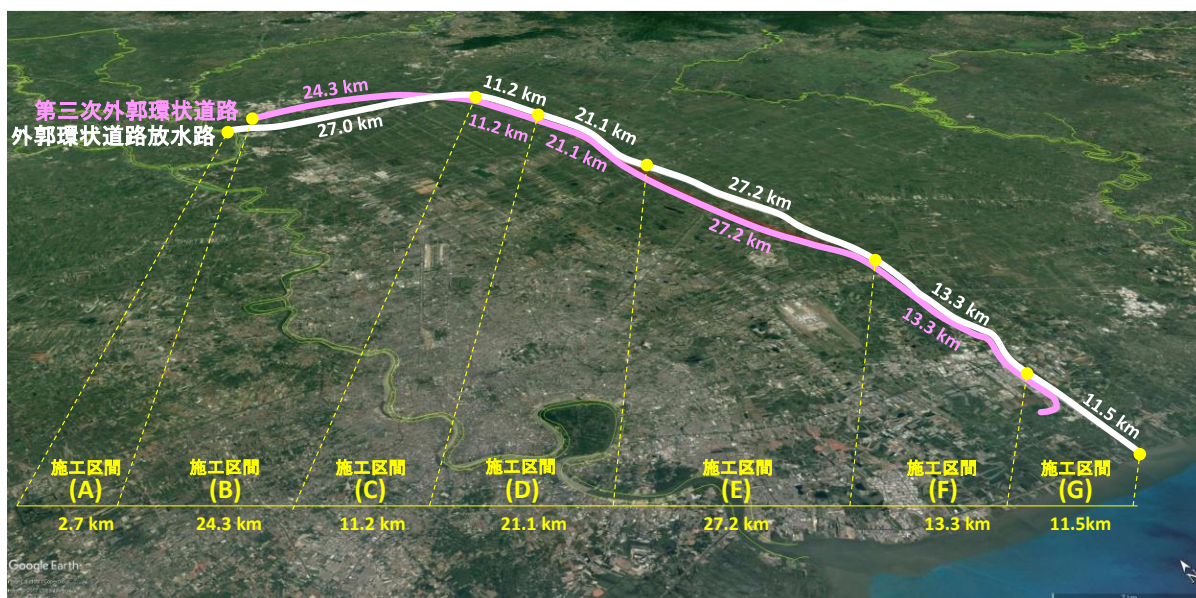 24.3 km
11.2 km
第三次外郭環状道路
外郭環状道路放水路
27.0 km
11.2 km
21.1 km
21.1 km
27.2 km
27.2 km
13.3 km
13.3 km
11.5 km
施工区間
(A)
施工区間
(B)
施工区間
(C)
施工区間
(D)
施工区間
(E)
施工区間
(F)
施工区間
(G)
2.7 km
24.3 km
11.2 km
21.1 km
27.2 km
13.3 km
11.5km
Google Earth